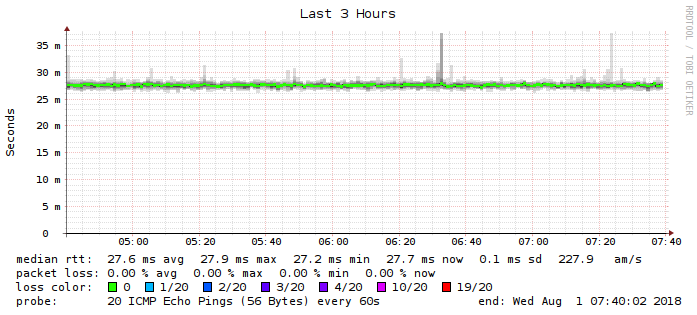 Last 3 Hours
RRDTOOL / TOBI OETIKER
Seconds
35 m
30 m
25 m
20 m
15 m
10 m
5 m
0
05:00 05:20 05:40 06:00 06:20 06:40 07:00 07:20 07:40
median rtt: 27.6 ms avg 27.9 ms max 27.2 ms min 27.7 ms now 0.1 ms sd 227.9 am/s
packet loss: 0.00 % avg 0.00 % max 0.00 % min 0.00 % now
loss color: 0 1/20 2/20 3/20 4/20 10/20 19/20
probe: 20 ICMP Echo Pings (56 Bytes) every 60s end: Wed Aug 1 07:40:02 2018